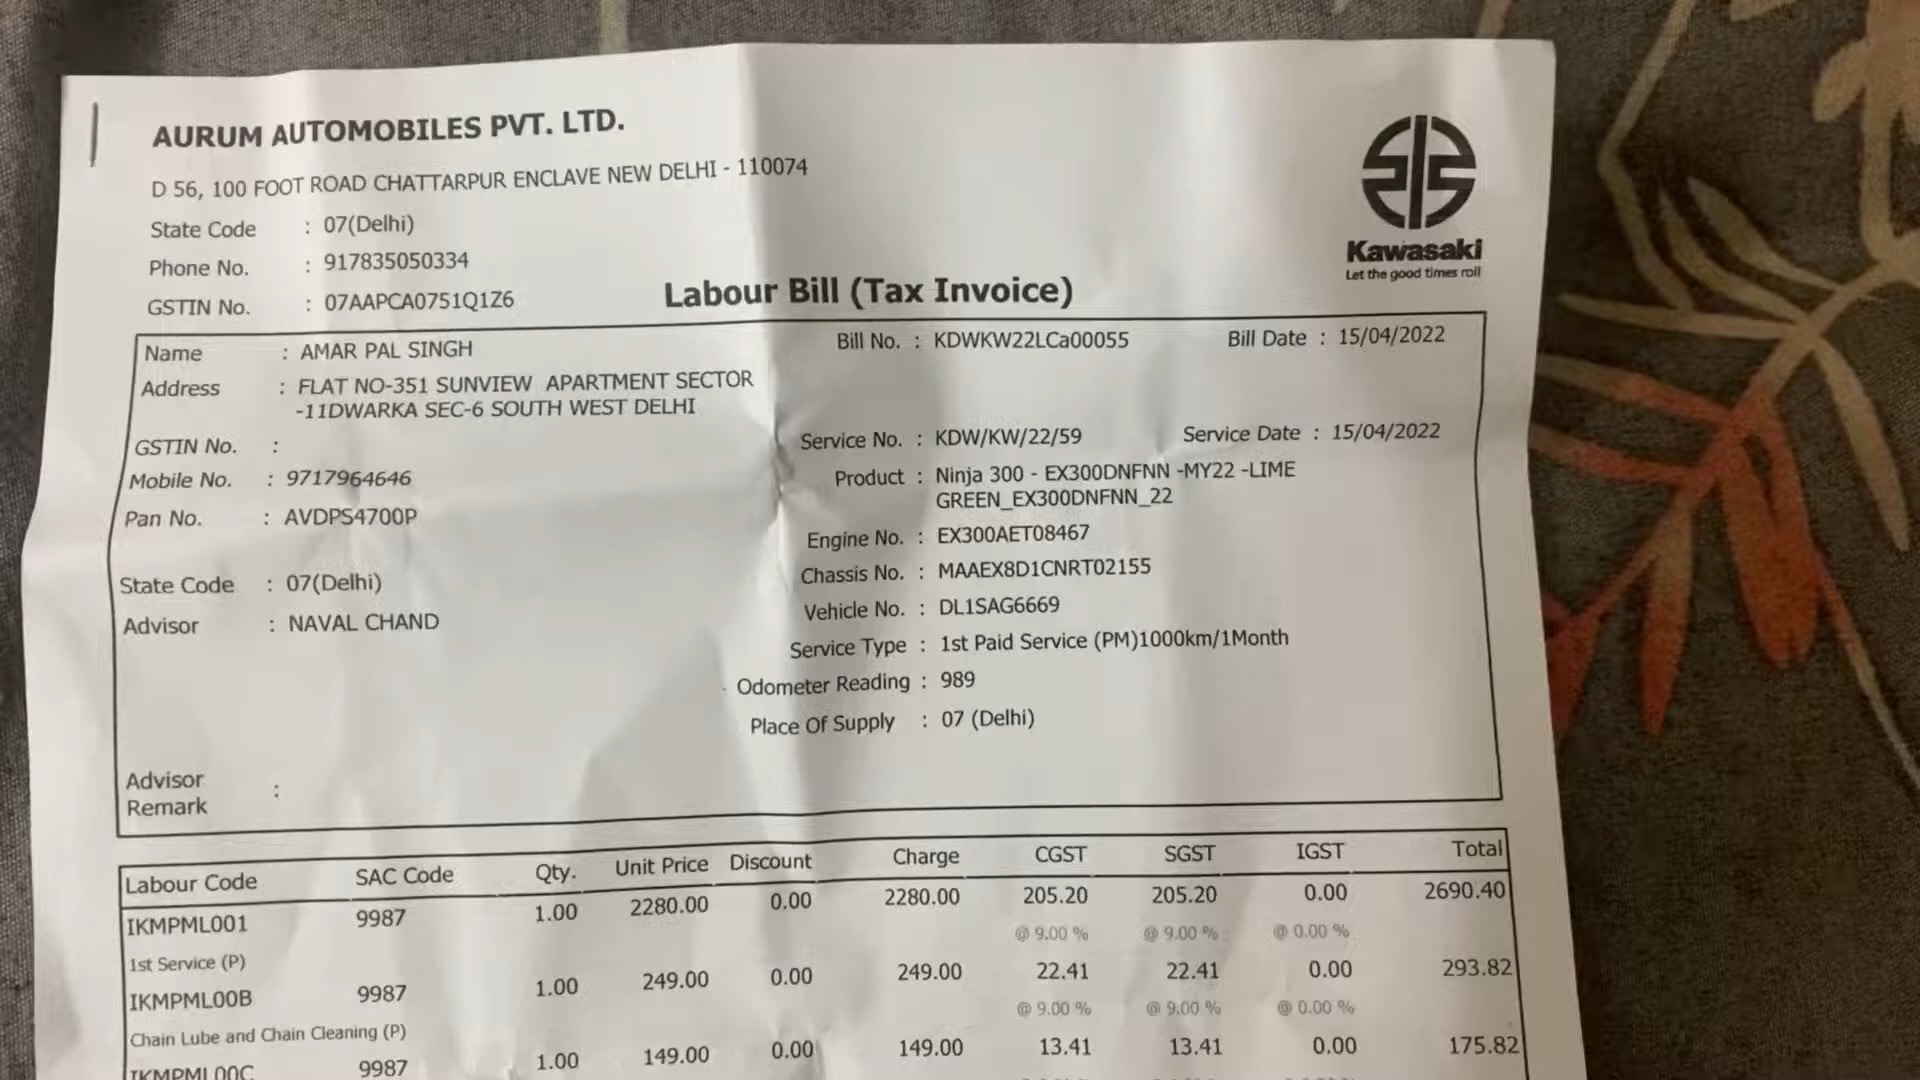 AURUM AUTOMOBILES PVT. LTD.
D 56, 100 FOOT ROAD CHATTARPUR ENCLAVE NEW DELHI - 110074
State Code : 07(Delhi)
Phone No. : 917835050334
GSTIN No. : 07AAPCA0751Q1Z6
Kawasaki
Let the good times roll
Labour Bill (Tax Invoice)
Name : AMAR PAL SINGH
Address : FLAT NO-351 SUNVIEW APARTMENT SECTOR
-11DWARKA SEC-6 SOUTH WEST DELHI
GSTIN No. :
Mobile No. : 9717964646
Pan No. : AVDPS4700P
State Code : 07(Delhi)
Advisor : NAVAL CHAND
Bill No. : KDWKW22LCa00055 Bill Date : 15/04/2022
Service No. : KDW/KW/22/59 Service Date : 15/04/2022
Product : Ninja 300 - EX300DNFNN -MY22 -LIME
GREEN_EX300DNFNN_22
Engine No. : EX300AET08467
Chassis No. : MAAEX8D1CNRT02155
Vehicle No. : DL1SAG6669
Service Type : 1st Paid Service (PM)1000km/1Month
Odometer Reading : 989
Place Of Supply : 07 (Delhi)
Advisor
Remark :
Labour Code SAC Code Qty. Unit Price Discount Charge CGST SGST IGST Total
IKMPML001 9987 1.00 2280.00 0.00 2280.00 205.20 205.20 0.00 2690.40
@ 9.00 % @ 9.00 % @ 0.00 %
1st Service (P)
IKMPML00B 9987 1.00 249.00 0.00 249.00 22.41 22.41 0.00 293.82
@ 9.00 % @ 9.00 % @ 0.00 %
Chain Lube and Chain Cleaning (P)
IKMPML00C 9987 1.00 149.00 0.00 149.00 13.41 13.41 0.00 175.82